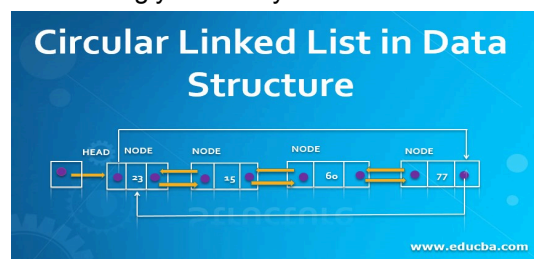 Circular Linked List in Data
Structure
HEAD NODE NODE NODE NODE
23 15 60 77
www.educba.com